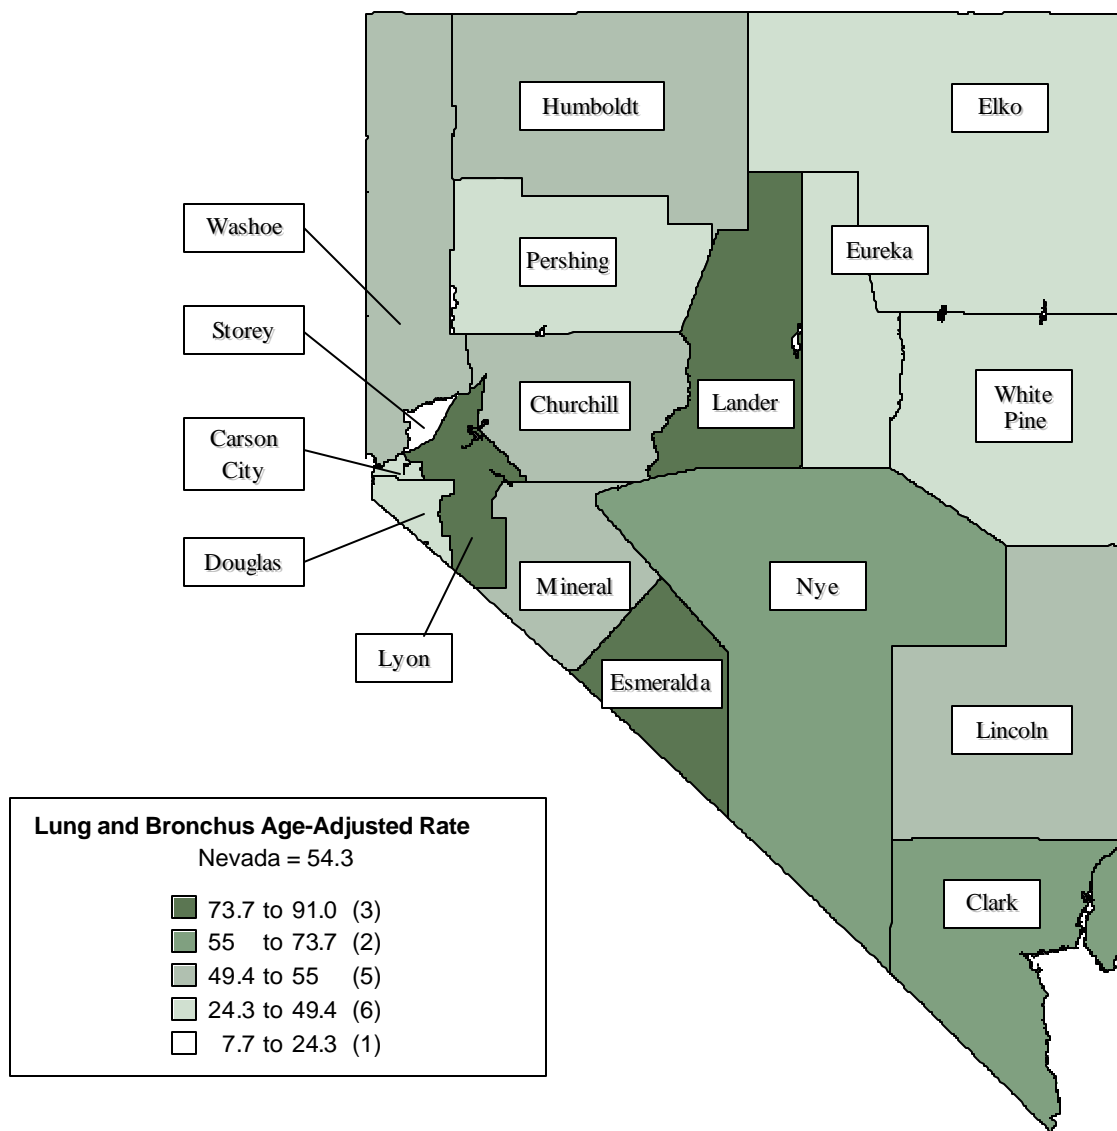 Humboldt
Elko
Washoe
Pershing
Eureka
Storey
Churchill
Lander
White
Pine
Carson
City
Douglas
Mineral
Nye
Lyon
Esmeralda
Lincoln
Lung and Bronchus Age-Adjusted Rate
Nevada = 54.3
73.7 to 91.0 (3)
55 to 73.7 (2)
49.4 to 55 (5)
24.3 to 49.4 (6)
7.7 to 24.3 (1)
Clark